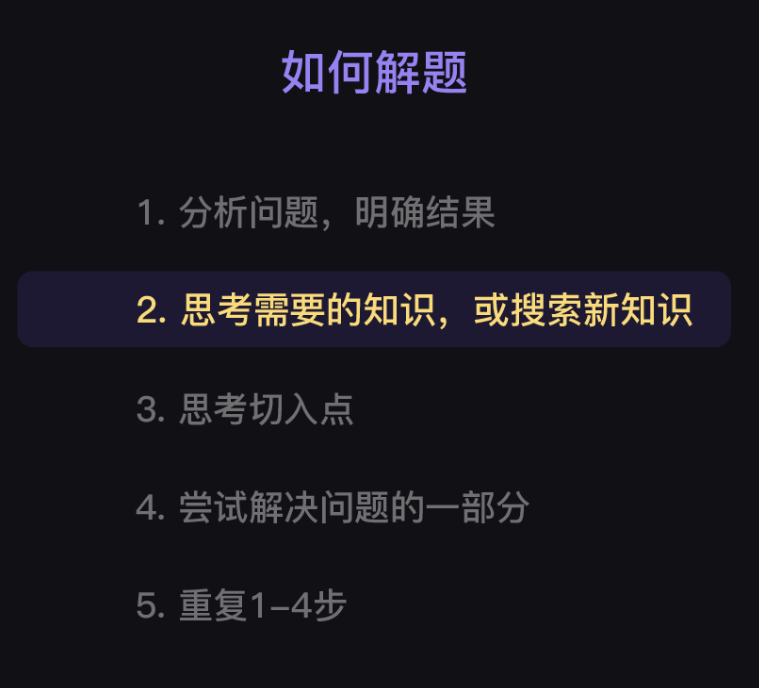 如何解题
1. 分析问题，明确结果
2. 思考需要的知识，或搜索新知识
3. 思考切入点
4. 尝试解决问题的一部分
5. 重复1-4步